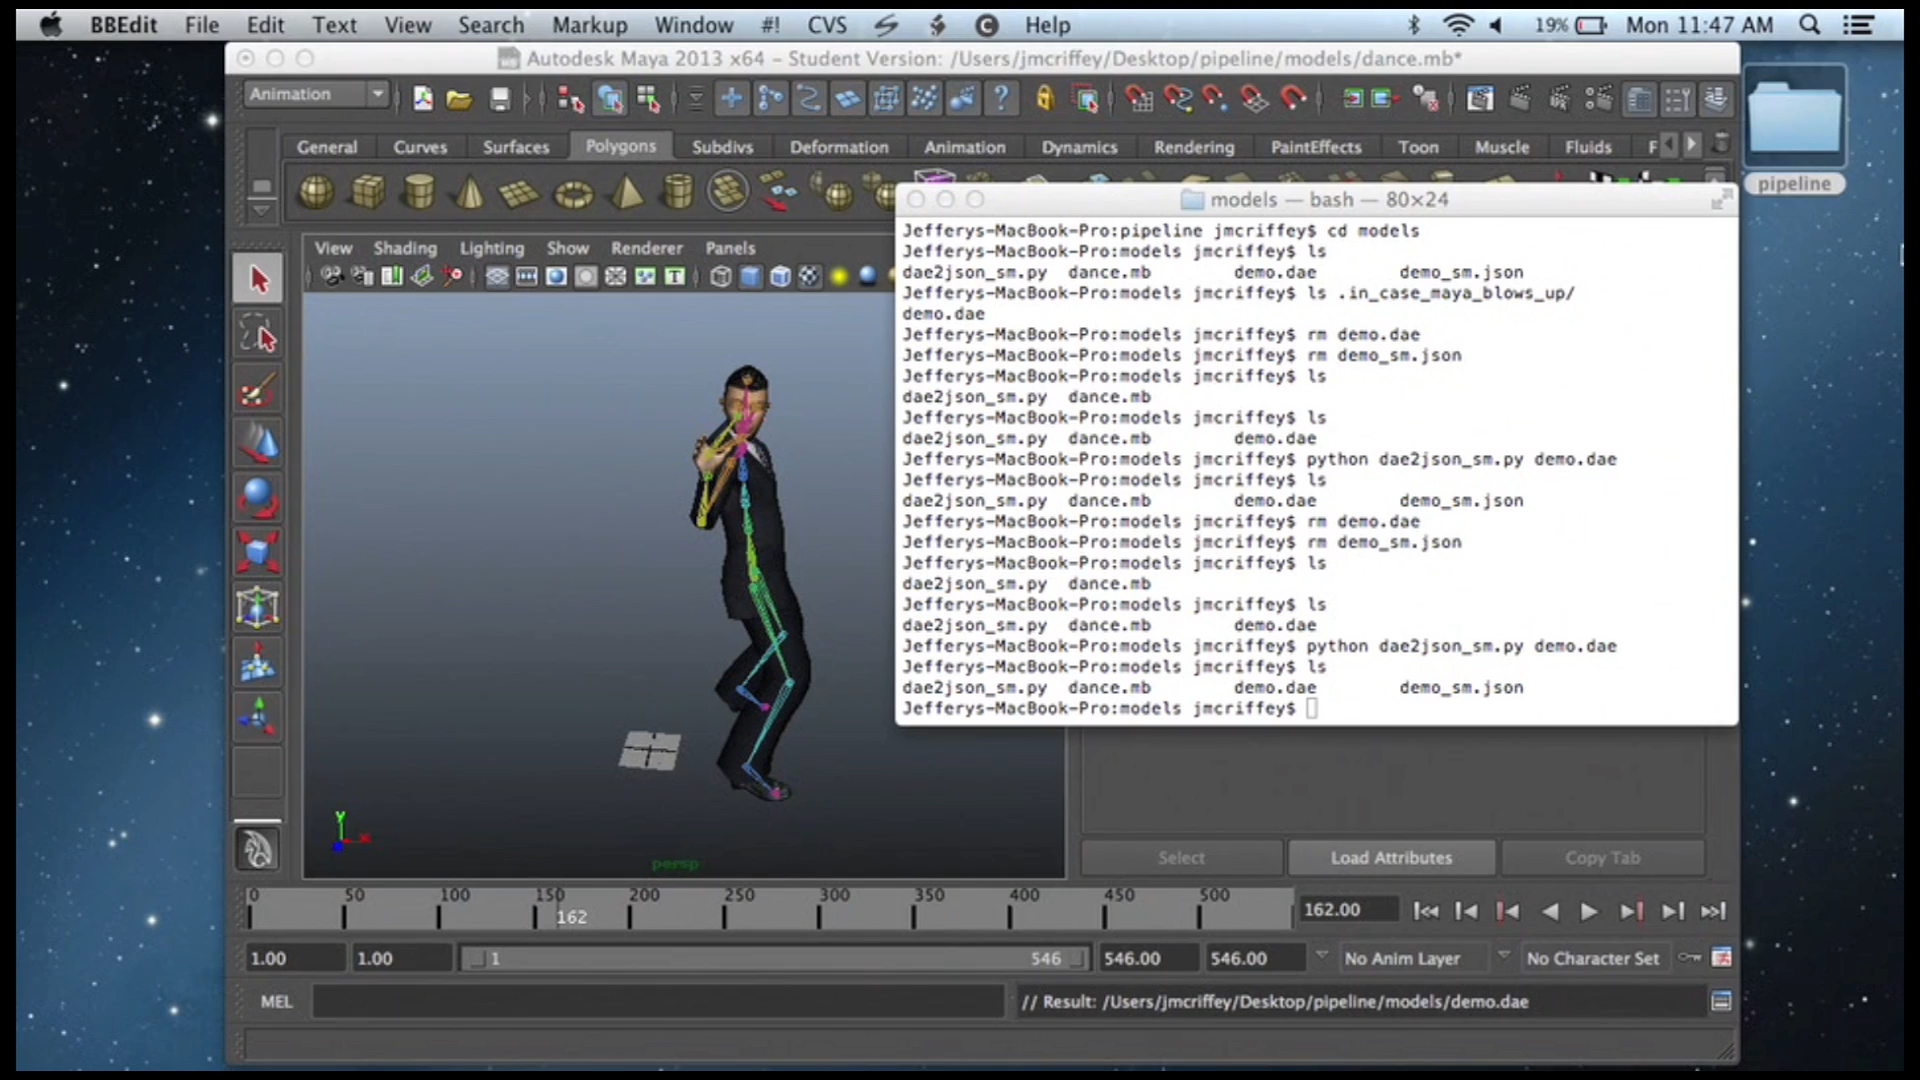 BBEdit File Edit Text View Search Markup Window #! CVS Help 19% Mon 11:47 AM
Autodesk Maya 2013 x64 - Student Version: /Users/jmcriffey/Desktop/pipeline/models/dance.mb*
Animation
General Curves Surfaces Polygons Subdivs Deformation Animation Dynamics Rendering PaintEffects Toon Muscle Fluids F
pipeline
View Shading Lighting Show Renderer Panels
models — bash — 80×24
Jefferys-MacBook-Pro:pipeline jmcriffey$ cd models
Jefferys-MacBook-Pro:models jmcriffey$ ls
dae2json_sm.py dance.mb demo.dae demo_sm.json
Jefferys-MacBook-Pro:models jmcriffey$ ls .in_case_maya_blows_up/
demo.dae
Jefferys-MacBook-Pro:models jmcriffey$ rm demo.dae
Jefferys-MacBook-Pro:models jmcriffey$ rm demo_sm.json
Jefferys-MacBook-Pro:models jmcriffey$ ls
dae2json_sm.py dance.mb
Jefferys-MacBook-Pro:models jmcriffey$ ls
dae2json_sm.py dance.mb demo.dae
Jefferys-MacBook-Pro:models jmcriffey$ python dae2json_sm.py demo.dae
Jefferys-MacBook-Pro:models jmcriffey$ ls
dae2json_sm.py dance.mb demo.dae demo_sm.json
Jefferys-MacBook-Pro:models jmcriffey$ rm demo.dae
Jefferys-MacBook-Pro:models jmcriffey$ rm demo_sm.json
Jefferys-MacBook-Pro:models jmcriffey$ ls
dae2json_sm.py dance.mb
Jefferys-MacBook-Pro:models jmcriffey$ ls
dae2json_sm.py dance.mb demo.dae
Jefferys-MacBook-Pro:models jmcriffey$ python dae2json_sm.py demo.dae
Jefferys-MacBook-Pro:models jmcriffey$ ls
dae2json_sm.py dance.mb demo.dae demo_sm.json
Jefferys-MacBook-Pro:models jmcriffey$
y
x
persp
Select Load Attributes Copy Tab
0 50 100 150 200 250 300 350 400 450 500
162 162.00
1.00 1.00 1 546 546.00 546.00 No Anim Layer No Character Set
MEL // Result: /Users/jmcriffey/Desktop/pipeline/models/demo.dae